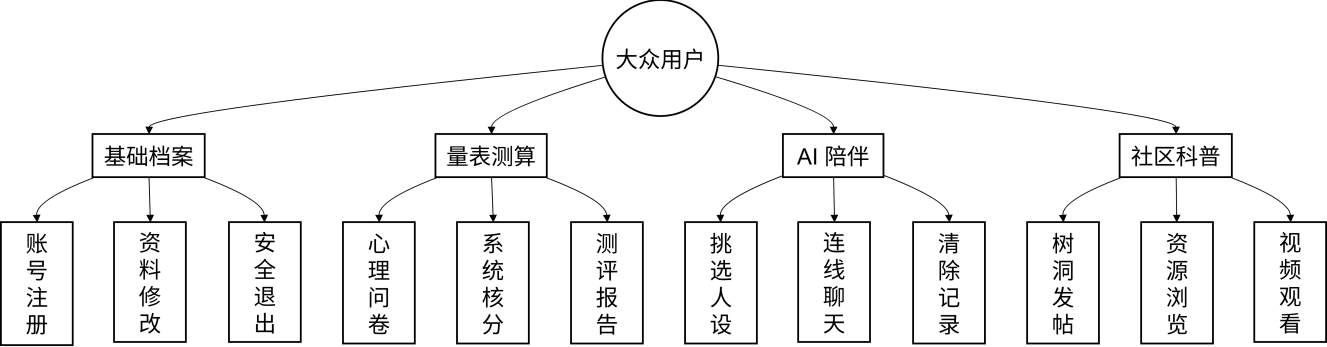 大众用户
基础档案
量表测算
AI 陪伴
社区科普
账号注册
资料修改
安全退出
心理问卷
系统核分
测评报告
挑选人设
连线聊天
清除记录
树洞发帖
资源浏览
视频观看